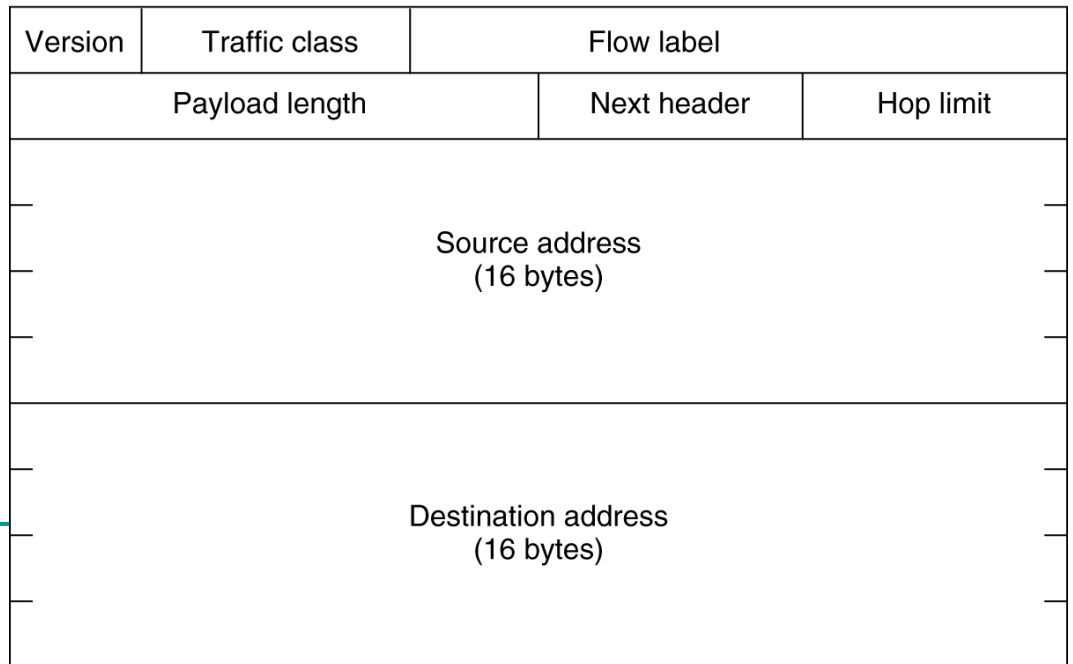 Version Traffic class Flow label
Payload length Next header Hop limit
Source address
(16 bytes)
Destination address
(16 bytes)